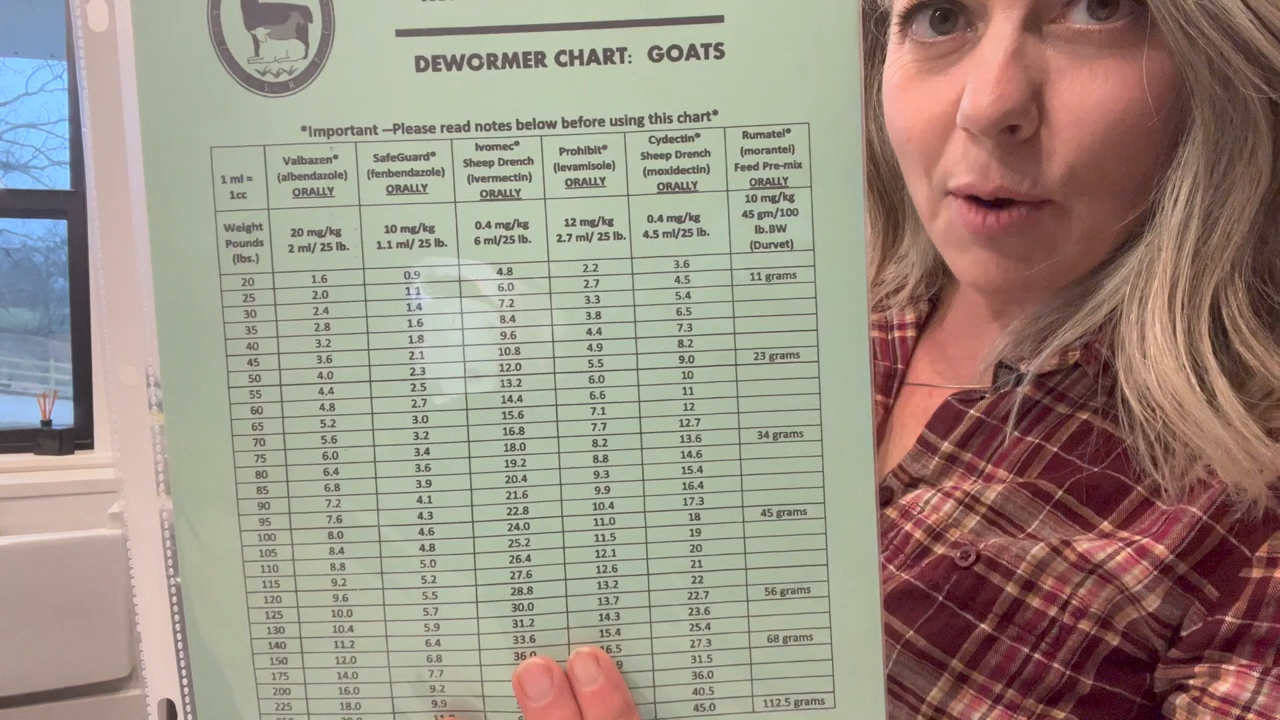 DEWORMER CHART: GOATS
*Important –Please read notes below before using this chart*
1 ml = 1cc Valbazen® (albendazole) ORALLY SafeGuard® (fenbendazole) ORALLY Ivomec® Sheep Drench (ivermectin) ORALLY Prohibit® (levamisole) ORALLY Cydectin® Sheep Drench (moxidectin) ORALLY Rumatel® (morantel) Feed Pre-mix ORALLY
Weight Pounds (lbs.) 20 mg/kg 2 ml/ 25 lb. 10 mg/kg 1.1 ml/ 25 lb. 0.4 mg/kg 6 ml/25 lb. 12 mg/kg 2.7 ml/ 25 lb. 0.4 mg/kg 4.5 ml/25 lb. 10 mg/kg 45 gm/100 lb.BW (Durvet)
20 1.6 0.9 4.8 2.2 3.6
25 2.0 1.1 6.0 2.7 4.5 11 grams
30 2.4 1.4 7.2 3.3 5.4
35 2.8 1.6 8.4 3.8 6.5
40 3.2 1.8 9.6 4.4 7.3
45 3.6 2.1 10.8 4.9 8.2
50 4.0 2.3 12.0 5.5 9.0 23 grams
55 4.4 2.5 13.2 6.0 10
60 4.8 2.7 14.4 6.6 11
65 5.2 3.0 15.6 7.1 12
70 5.6 3.2 16.8 7.7 12.7
75 6.0 3.4 18.0 8.2 13.6 34 grams
80 6.4 3.6 19.2 8.8 14.6
85 6.8 3.9 20.4 9.3 15.4
90 7.2 4.1 21.6 9.9 16.4
95 7.6 4.3 22.8 10.4 17.3
100 8.0 4.6 24.0 11.0 18 45 grams
105 8.4 4.8 25.2 11.5 19
110 8.8 5.0 26.4 12.1 20
115 9.2 5.2 27.6 12.6 21
120 9.6 5.5 28.8 13.2 22
125 10.0 5.7 30.0 13.7 22.7 56 grams
130 10.4 5.9 31.2 14.3 23.6
140 11.2 6.4 33.6 15.4 25.4
150 12.0 6.8 36.0 16.5 27.3 68 grams
175 14.0 7.7 31.5
200 16.0 9.2 36.0
225 18.0 9.9 40.5
45.0 112.5 grams